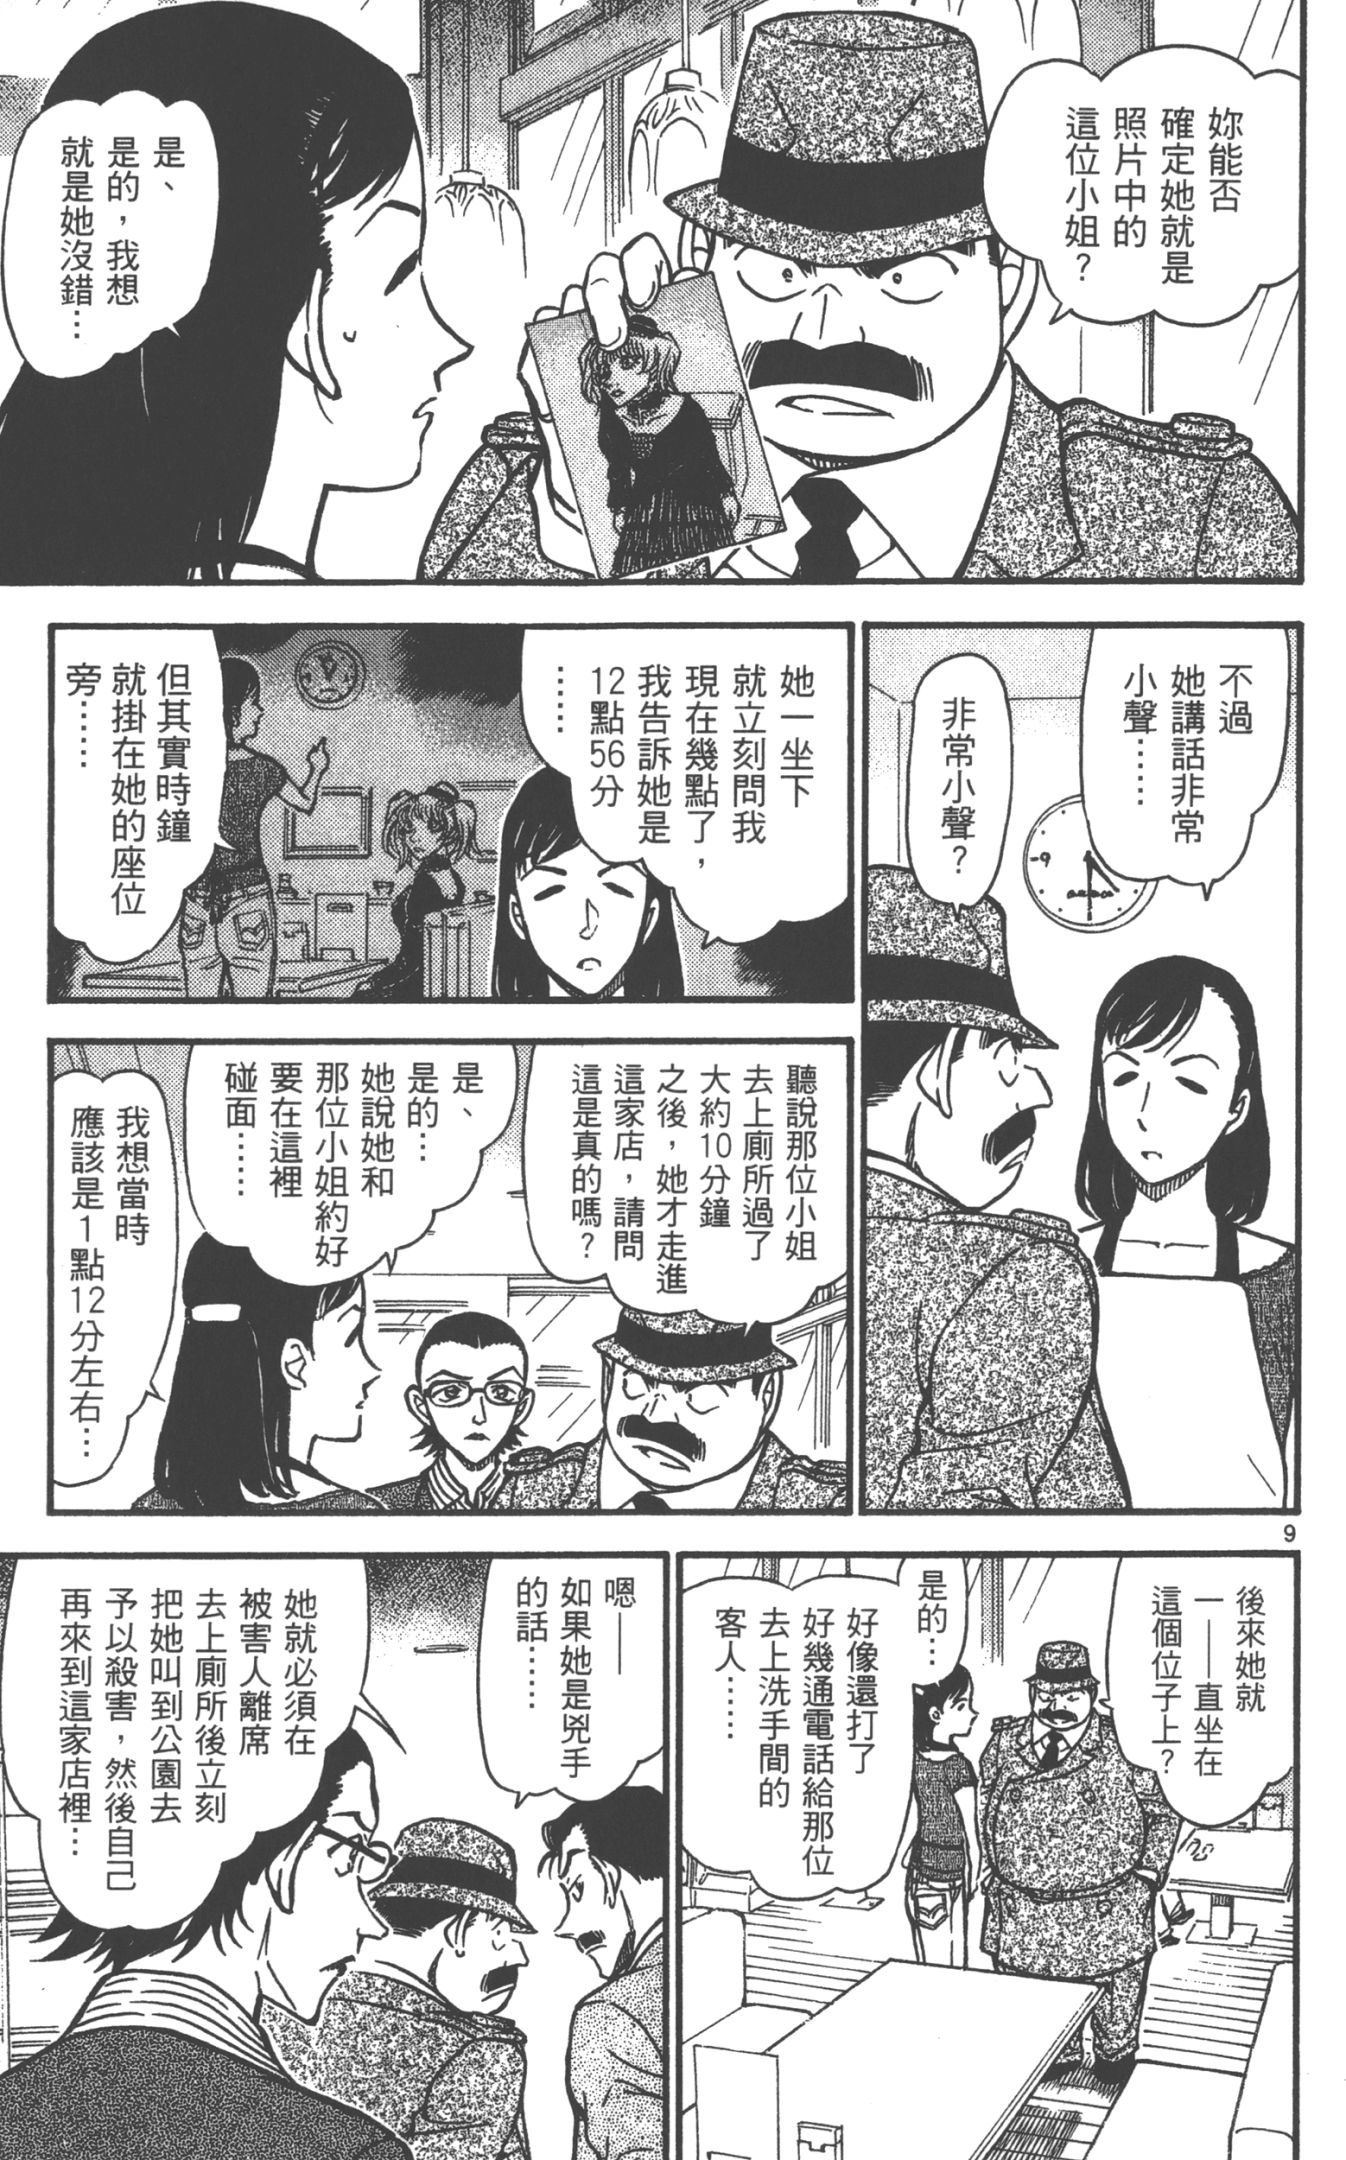 妳能否
確定她就是
照片中的
這位小姐？
是、
是的，我想
就是她沒錯…
不過
她講話非常
小聲……
非常小聲？
她一坐下
就立刻問我
現在幾點了，
我告訴她是
12點56分
……
但其實時鐘
就掛在她的座位
旁……
聽說那位小姐
去上廁所過了
大約10分鐘
之後，她才走進
這家店，請問
這是真的嗎？
是、
是的…
她說她和
那位小姐約好
要在這裡
碰面……
我想當時
應該是1點12分左右…
9
後來她就
一──直坐在
這個位子上？
是的…
好像還打了
好幾通電話給那位
去上洗手間的
客人……
嗯──
如果她是兇手
的話……
她就必須在
被害人離席
去上廁所後立刻
把她叫到公園去
予以殺害，然後自己
再來到這家店裡…